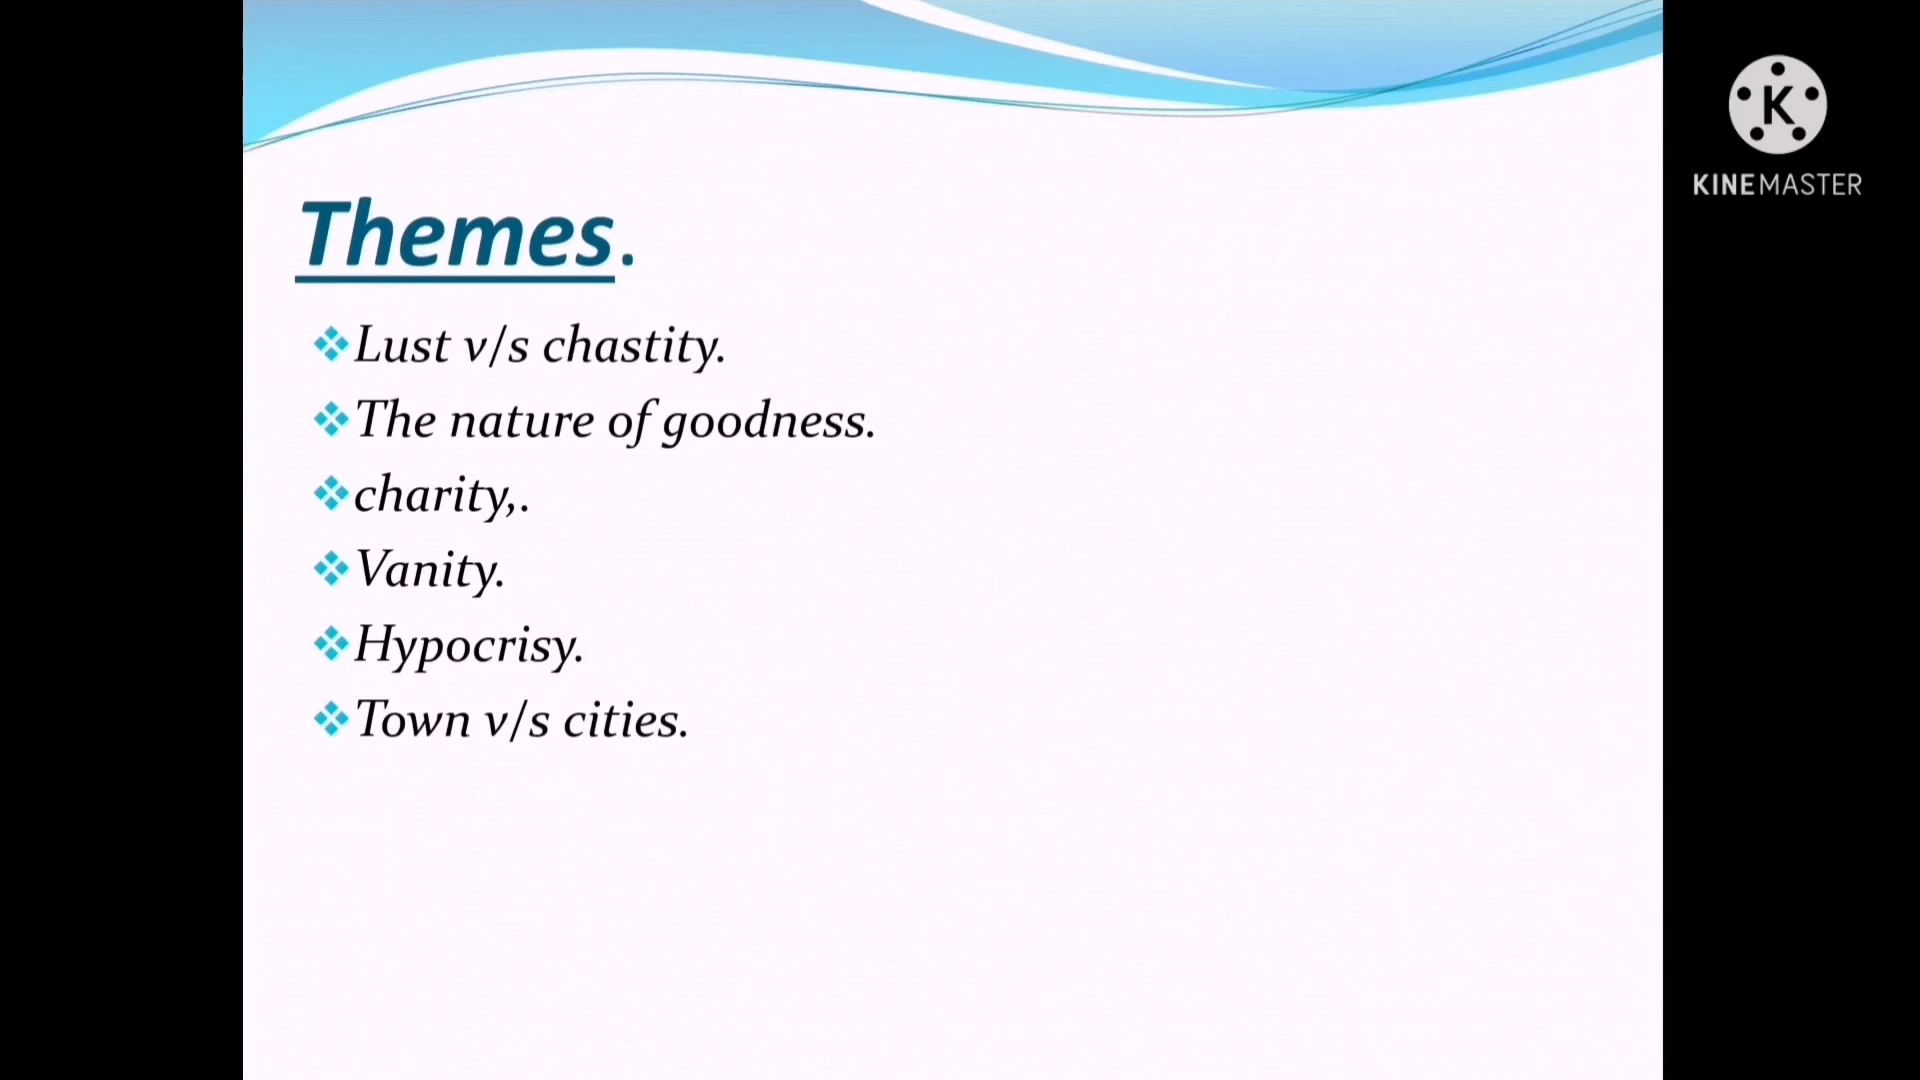 Themes.
Lust v/s chastity.
The nature of goodness.
charity,.
Vanity.
Hypocrisy.
Town v/s cities.
K
KINEMASTER